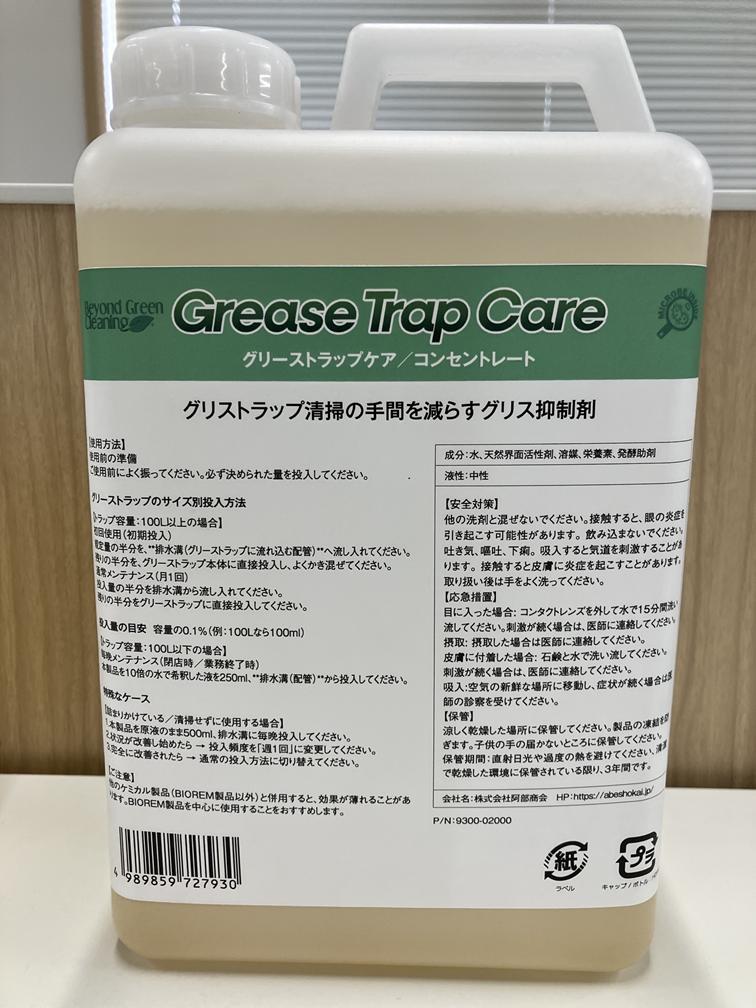 Beyond Green
Cleaning
Grease Trap Care
MICROBE INSIDE
グリーストラップケア／コンセントレート
グリストラップ清掃の手間を減らすグリス抑制剤
【使用方法】
使用前の準備
ご使用前によく振ってください。必ず決められた量を投入してください。
グリーストラップのサイズ別投入方法
【トラップ容量：100L以上の場合】
初回使用（初期投入）
規定量の半分を、**排水溝（グリーストラップに流れ込む配管）**へ流し入れてください。
残りの半分を、グリーストラップ本体に直接投入し、よくかき混ぜてください。
通常メンテナンス（月1回）
投入量の半分を排水溝から流し入れてください。
残りの半分をグリーストラップに直接投入してください。
投入量の目安 容量の0.1%（例：100Lなら100ml）
【トラップ容量：100L以下の場合】
毎晩メンテナンス（閉店時／業務終了時）
本製品を10倍の水で希釈した液を250ml、**排水溝（配管）**から投入してください。
特殊なケース
【詰まりかけている／清掃せずに使用する場合】
1.本製品を原液のまま500ml、排水溝に毎晩投入してください。
2.状況が改善し始めたら → 投入頻度を「週1回」に変更してください。
3.完全に改善されたら → 通常の投入方法に切り替えてください。
【ご注意】
他のケミカル製品（BIOREM製品以外）と併用すると、効果が薄れることがあ
ります。BIOREM製品を中心に使用することをおすすめします。
4 989859 727930
成分：水、天然界面活性剤、溶媒、栄養素、発酵助剤
液性：中性
【安全対策】
他の洗剤と混ぜないでください。接触すると、眼の炎症を
引き起こす可能性があります。 飲み込まないでください。
吐き気、嘔吐、下痢。 吸入すると気道を刺激することがあ
ります。 接触すると皮膚に炎症を起こすことがあります。
取り扱い後は手をよく洗ってください。
【応急措置】
目に入った場合: コンタクトレンズを外して水で15分間洗い
流してください。刺激が続く場合は、医師に連絡してください。
摂取: 摂取した場合は医師に連絡してください。
皮膚に付着した場合: 石鹸と水で洗い流してください。
刺激が続く場合は、医師に連絡してください。
吸入:空気の新鮮な場所に移動し、症状が続く場合は医
師の診察を受けてください。
【保管】
涼しく乾燥した場所に保管してください。製品の凍結を防
ぎます。子供の手の届かないところに保管してください。
保管期間：直射日光や過度の熱を避けてください、清潔
で乾燥した環境に保管されている限り、3年間です。
会社名：株式会社阿部商会 HP：https://abeshokai.jp/
P/N：9300-02000
紙
ラベル
プラ
キャップ/ボトル